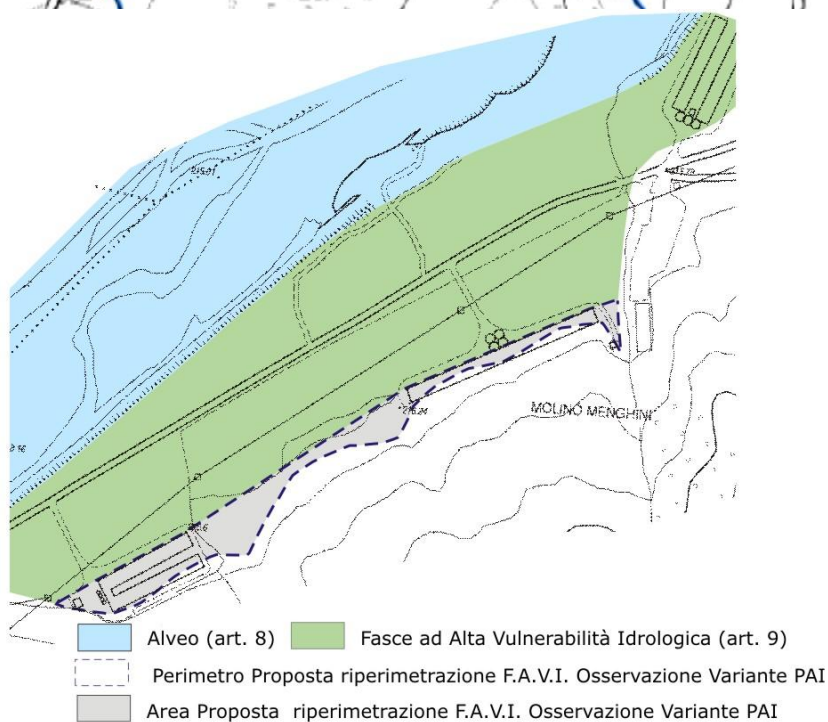 MOLINO MENGHINI
Alveo (art. 8) Fasce ad Alta Vulnerabilità Idrologica (art. 9)
Perimetro Proposta riperimetrazione F.A.V.I. Osservazione Variante PAI
Area Proposta riperimetrazione F.A.V.I. Osservazione Variante PAI